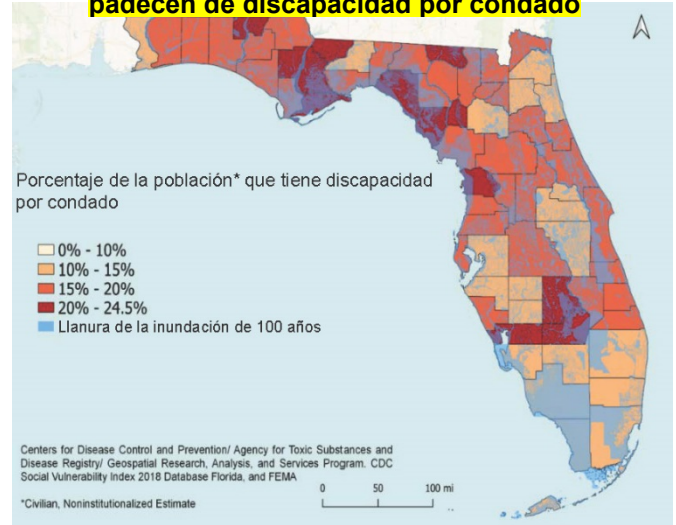 padecen de discapacidad por condado
Porcentaje de la población* que tiene discapacidad
por condado
0% - 10%
10% - 15%
15% - 20%
20% - 24.5%
Llanura de la inundación de 100 años
Centers for Disease Control and Prevention/ Agency for Toxic Substances and
Disease Registry/ Geospatial Research, Analysis, and Services Program. CDC
Social Vulnerability Index 2018 Database Florida, and FEMA
*Civilian, Noninstitutionalized Estimate
0 50 100 mi